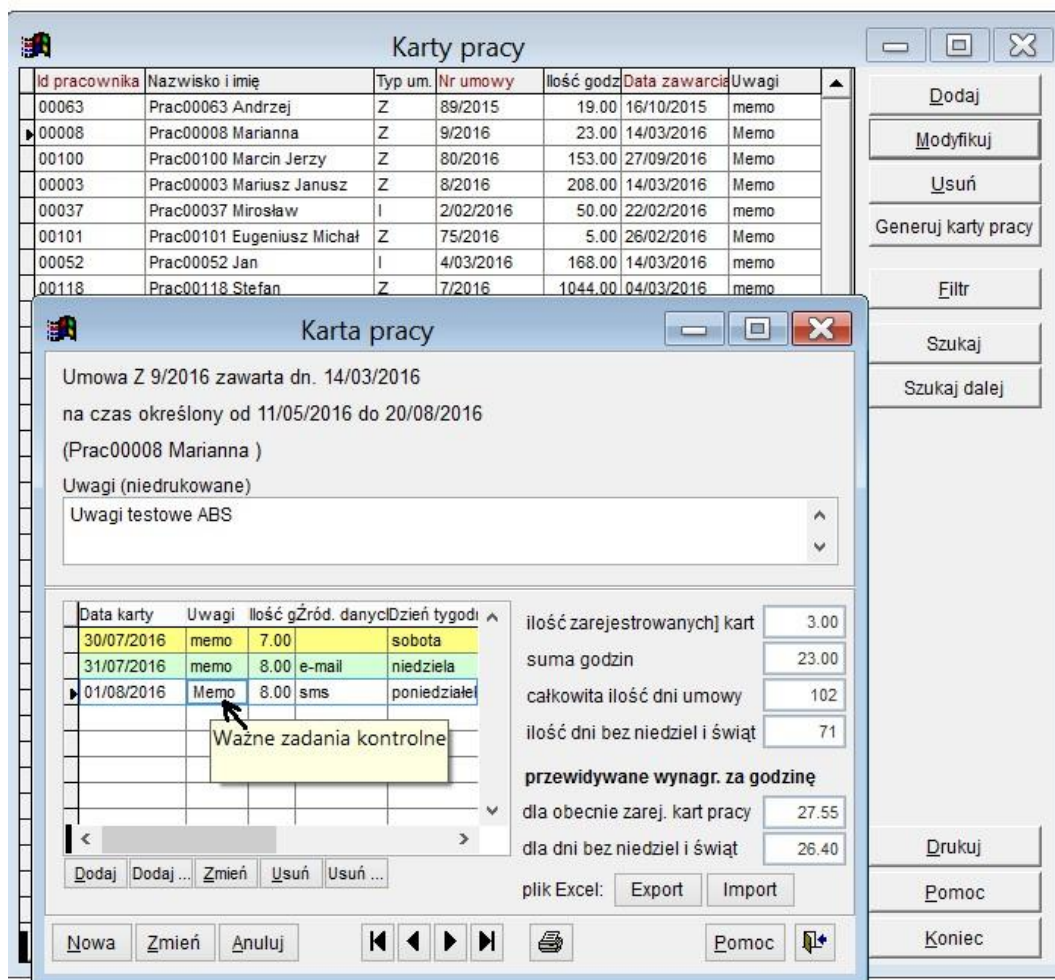 Karty pracy
Id pracownika Nazwisko i imię Typ um. Nr umowy Ilość godz Data zawarcia Uwagi
00063 Prac00063 Andrzej Z 89/2015 19.00 16/10/2015 memo
00008 Prac00008 Marianna Z 9/2016 23.00 14/03/2016 Memo
00100 Prac00100 Marcin Jerzy Z 80/2016 153.00 27/09/2016 Memo
00003 Prac00003 Mariusz Janusz Z 8/2016 208.00 14/03/2016 Memo
00037 Prac00037 Mirosław I 2/02/2016 50.00 22/02/2016 memo
00101 Prac00101 Eugeniusz Michał Z 75/2016 5.00 26/02/2016 Memo
00052 Prac00052 Jan I 4/03/2016 168.00 14/03/2016 memo
00118 Prac00118 Stefan Z 7/2016 1044.00 04/03/2016 memo
Dodaj
Modyfikuj
Usuń
Generuj karty pracy
Filtr
Szukaj
Szukaj dalej
Drukuj
Pomoc
Koniec
Karta pracy
Umowa Z 9/2016 zawarta dn. 14/03/2016
na czas określony od 11/05/2016 do 20/08/2016
(Prac00008 Marianna )
Uwagi (niedrukowane)
Uwagi testowe ABS
Data karty Uwagi Ilość g Źród. danyc Dzień tygodn
30/07/2016 memo 7.00 sobota
31/07/2016 memo 8.00 e-mail niedziela
01/08/2016 Memo 8.00 sms poniedziałek
Ważne zadania kontrolne
Dodaj Dodaj ... Zmień Usuń Usuń ...
ilość zarejestrowanych] kart 3.00
suma godzin 23.00
całkowita ilość dni umowy 102
ilość dni bez niedziel i świąt 71
przewidywane wynagr. za godzinę
dla obecnie zarej. kart pracy 27.55
dla dni bez niedziel i świąt 26.40
plik Excel: Export Import
Nowa Zmień Anuluj Pomoc